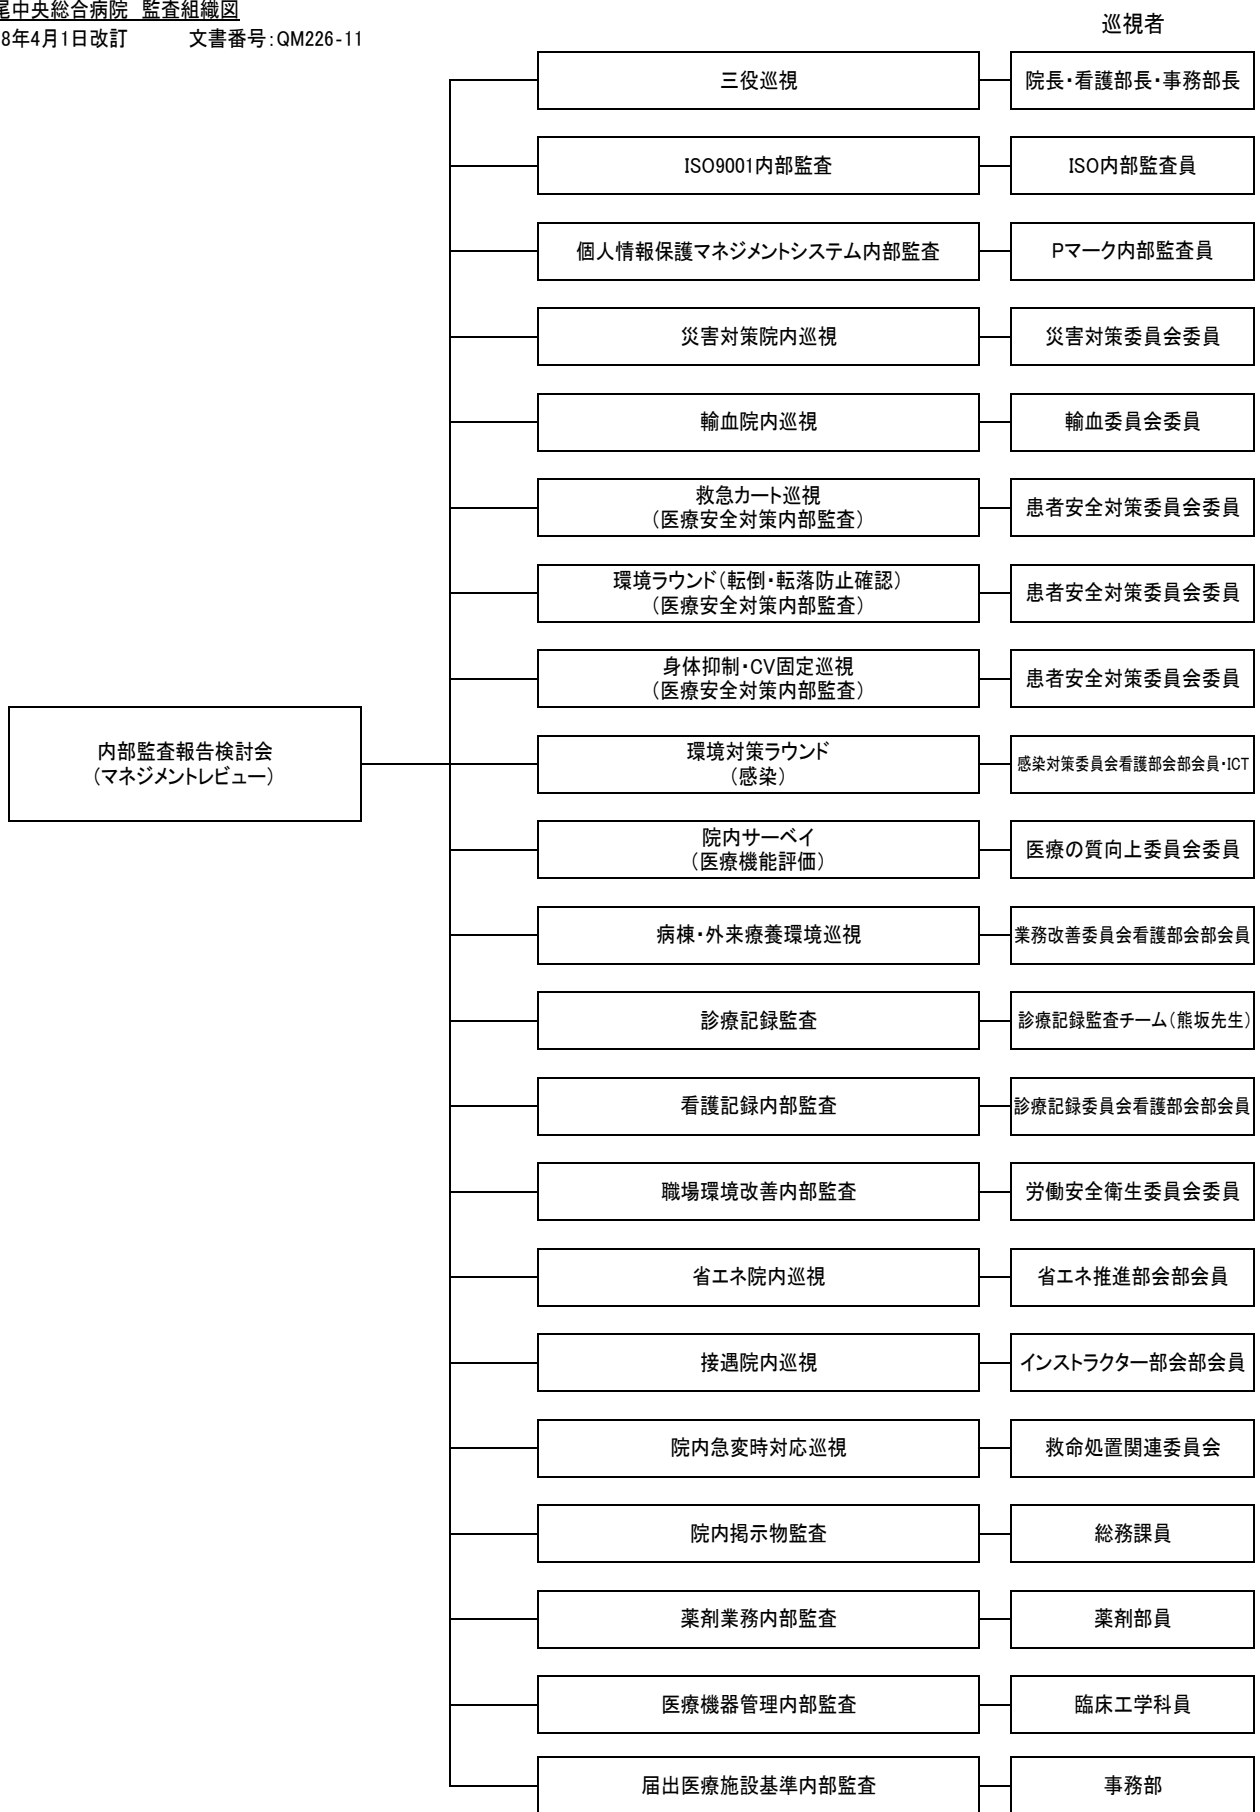 尾中央総合病院　監査組織図
8年4月1日改訂　　　文書番号：QM226-11
巡視者
三役巡視　院長・看護部長・事務部長
ISO9001内部監査　ISO内部監査員
個人情報保護マネジメントシステム内部監査　Pマーク内部監査員
災害対策院内巡視　災害対策委員会委員
輸血院内巡視　輸血委員会委員
救急カート巡視
（医療安全対策内部監査）　患者安全対策委員会委員
環境ラウンド（転倒・転落防止確認）
（医療安全対策内部監査）　患者安全対策委員会委員
身体抑制・CV固定巡視
（医療安全対策内部監査）　患者安全対策委員会委員
内部監査報告検討会
（マネジメントレビュー）
環境対策ラウンド
（感染）　感染対策委員会看護部会部会員・ICT
院内サーベイ
（医療機能評価）　医療の質向上委員会委員
病棟・外来療養環境巡視　業務改善委員会看護部会部会員
診療記録監査　診療記録監査チーム（熊坂先生）
看護記録内部監査　診療記録委員会看護部会部会員
職場環境改善内部監査　労働安全衛生委員会委員
省エネ院内巡視　省エネ推進部会部会員
接遇院内巡視　インストラクター部会部会員
院内急変時対応巡視　救命処置関連委員会
院内掲示物監査　総務課員
薬剤業務内部監査　薬剤部員
医療機器管理内部監査　臨床工学科員
届出医療施設基準内部監査　事務部